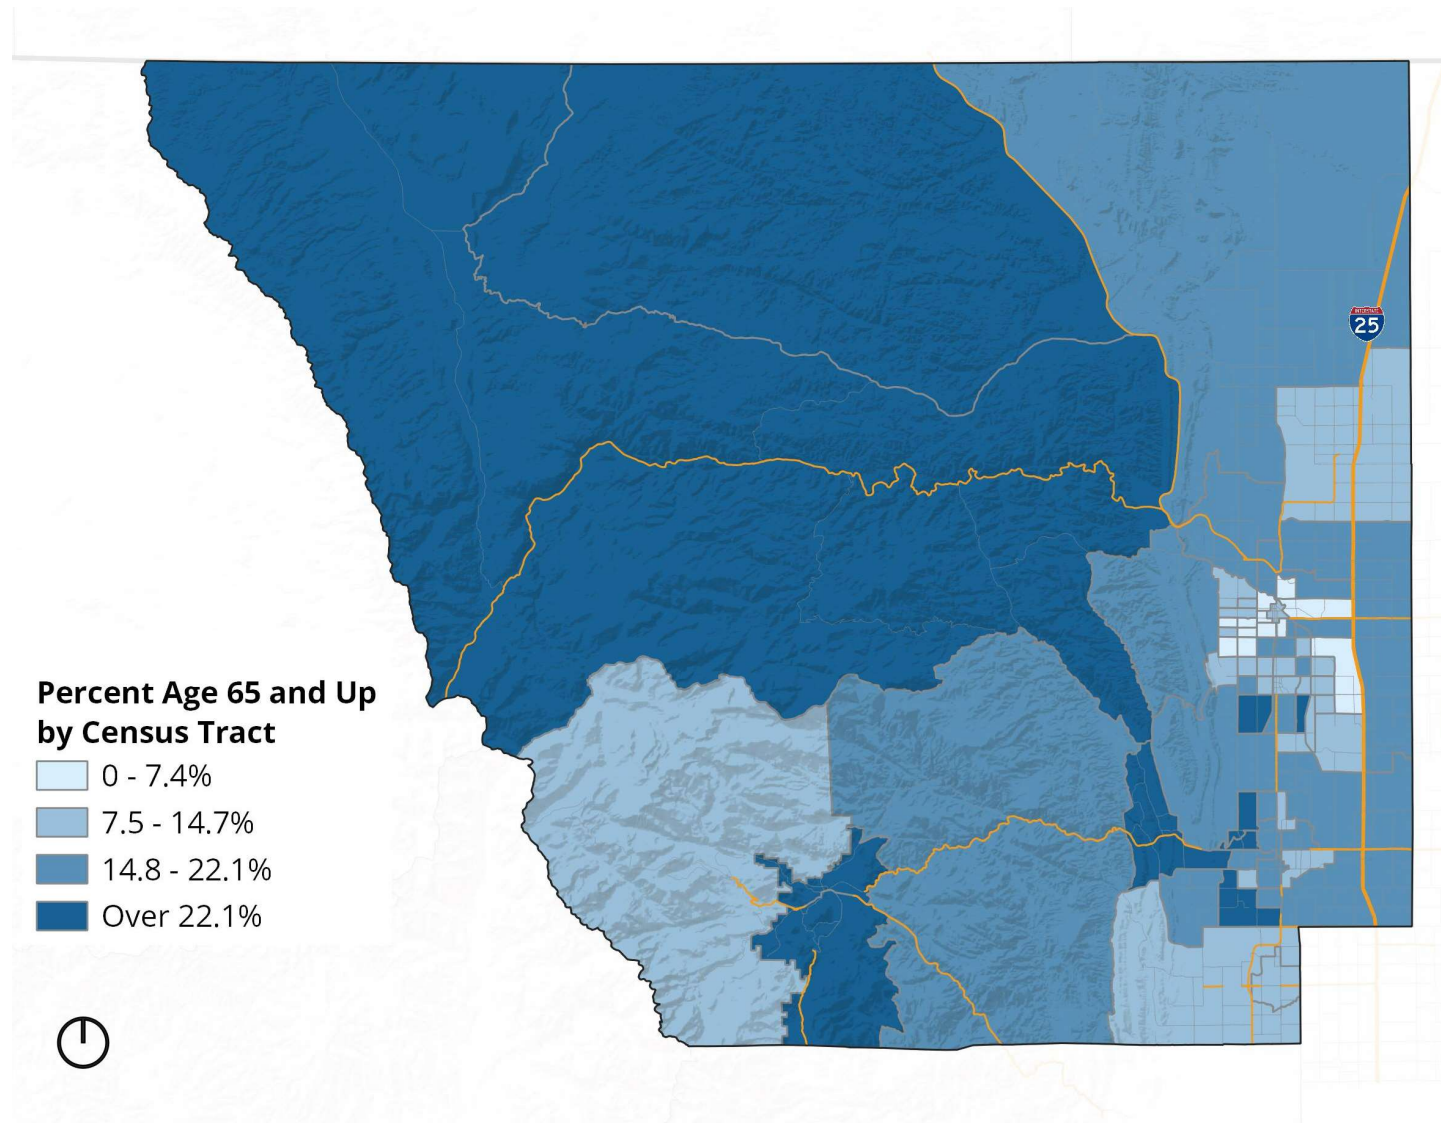 INTERSTATE
25
Percent Age 65 and Up
by Census Tract
0 - 7.4%
7.5 - 14.7%
14.8 - 22.1%
Over 22.1%